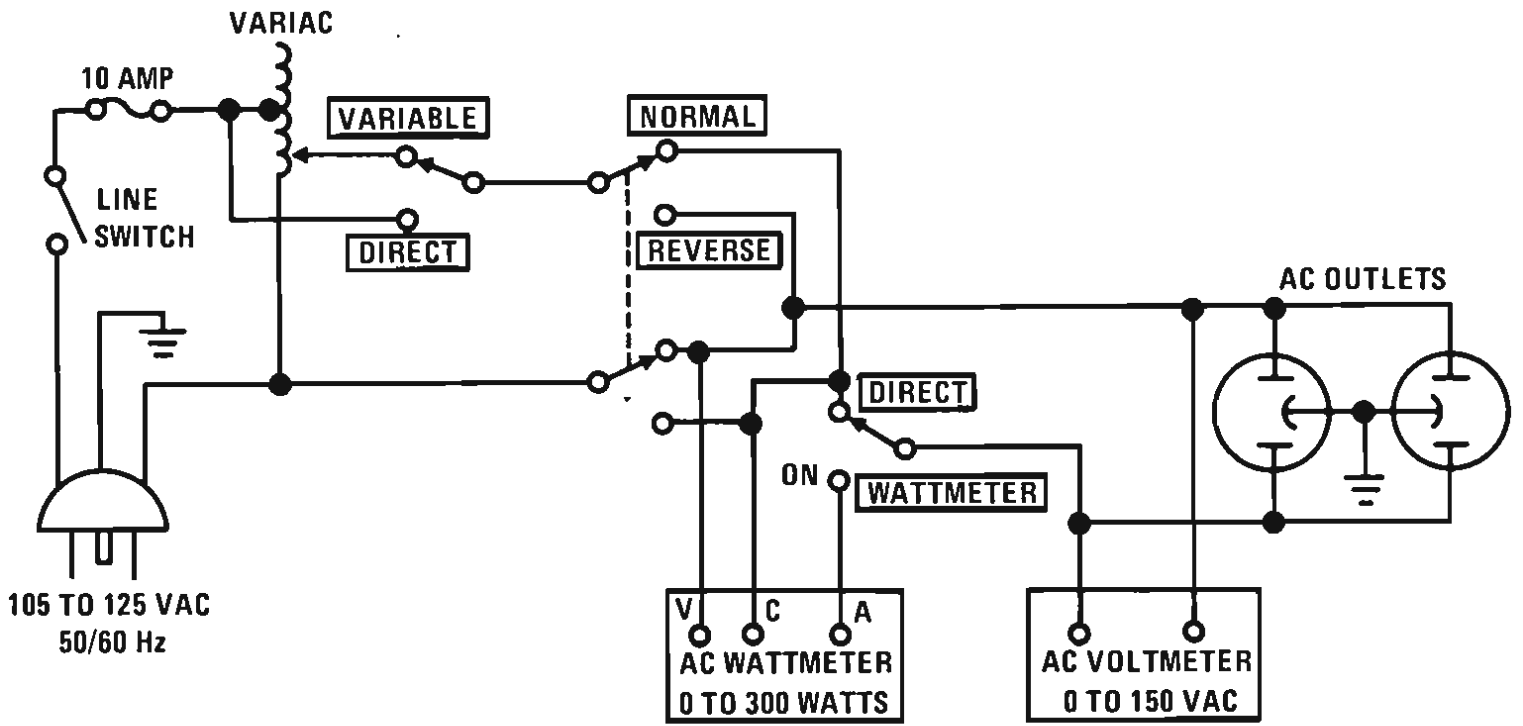 VARIAC
10 AMP
VARIABLE
NORMAL
LINE
SWITCH
DIRECT
REVERSE
AC OUTLETS
DIRECT
ON
WATTMETER
105 TO 125 VAC
50/60 Hz
V C A
AC WATTMETER
0 TO 300 WATTS
AC VOLTMETER
0 TO 150 VAC